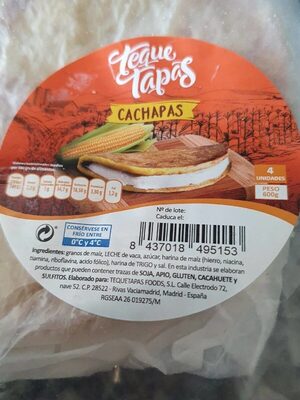 Teque
Tapas
CACHAPAS
4
UNIDADES
PESO
600g
Nº de lote:
Caduca el:
CONSÉRVESE EN
FRÍO ENTRE
0°C y 4°C
8 437018 495153
Ingredientes: granos de maíz, LECHE de vaca, azúcar, harina de maíz (hierro, niacina,
tiamina, riboflavina, ácido fólico), harina de TRIGO y sal. En esta industria se elaboran
productos que pueden contener trazas de SOJA, APIO, GLUTEN, CACAHUETE y
SULFITOS. Elaborado para: TEQUETAPAS FOODS, S.L. Calle Electrodo 72,
nave 52. C.P. 28522 - Rivas Vaciamadrid, Madrid - España
RGSEAA 26 019275/M